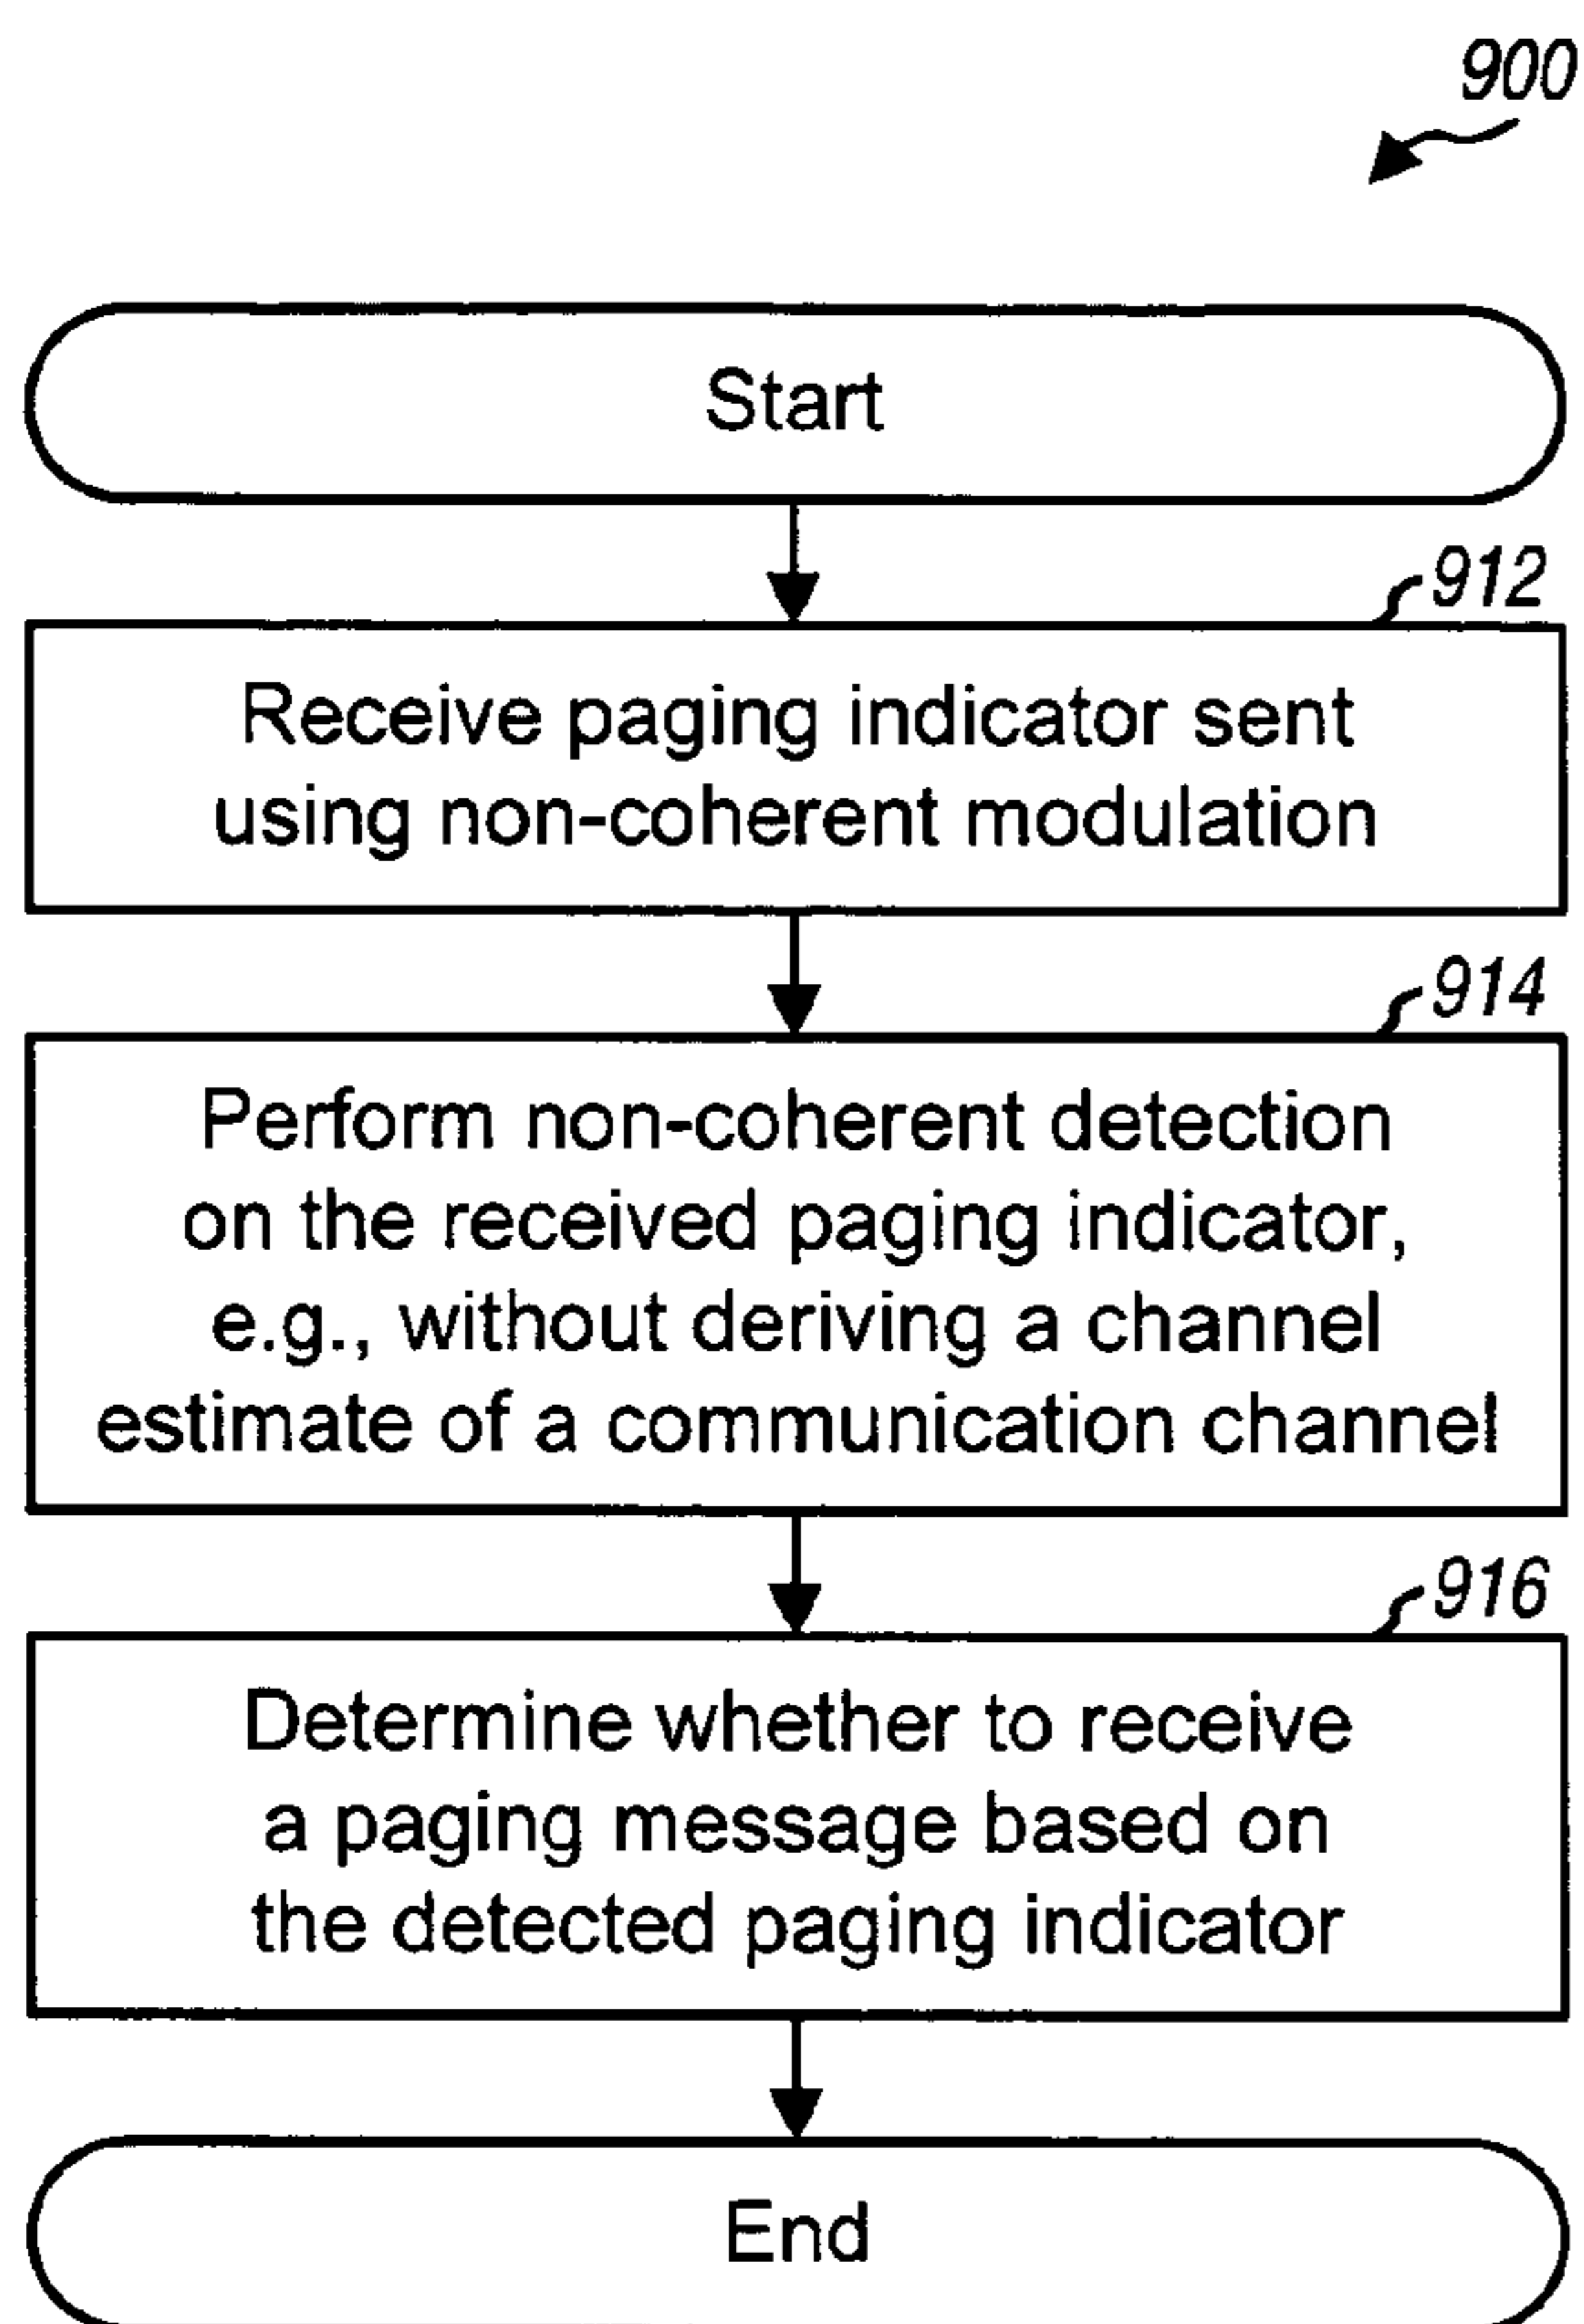 900
Start
912
Receive paging indicator sent
using non-coherent modulation
914
Perform non-coherent detection
on the received paging indicator,
e.g., without deriving a channel
estimate of a communication channel
916
Determine whether to receive
a paging message based on
the detected paging indicator
End